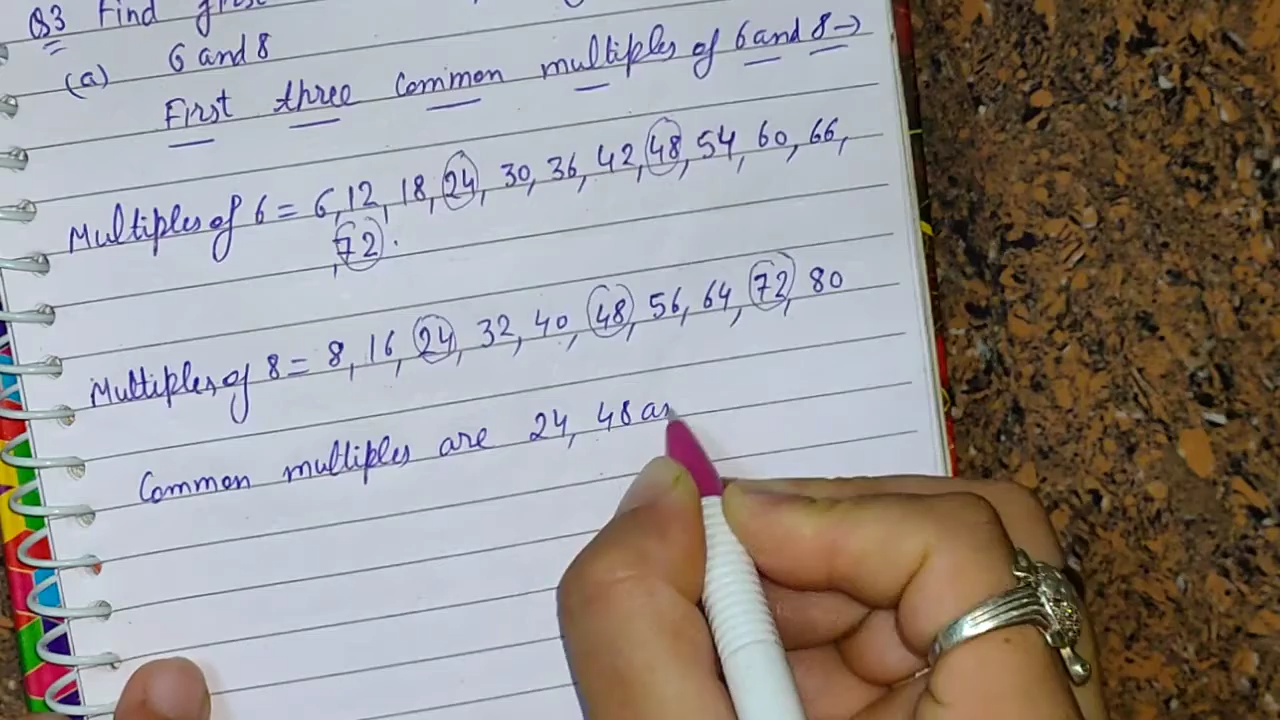 Q3 Find
(a) 6 and 8
First three Common multiples of 6 and 8→
Multiples of 6 = 6, 12, 18, 24, 30, 36, 42, 48, 54, 60, 66,
, 72.
Multiples of 8 = 8, 16, 24, 32, 40, 48, 56, 64, 72, 80
Common multiples are 24, 48 an